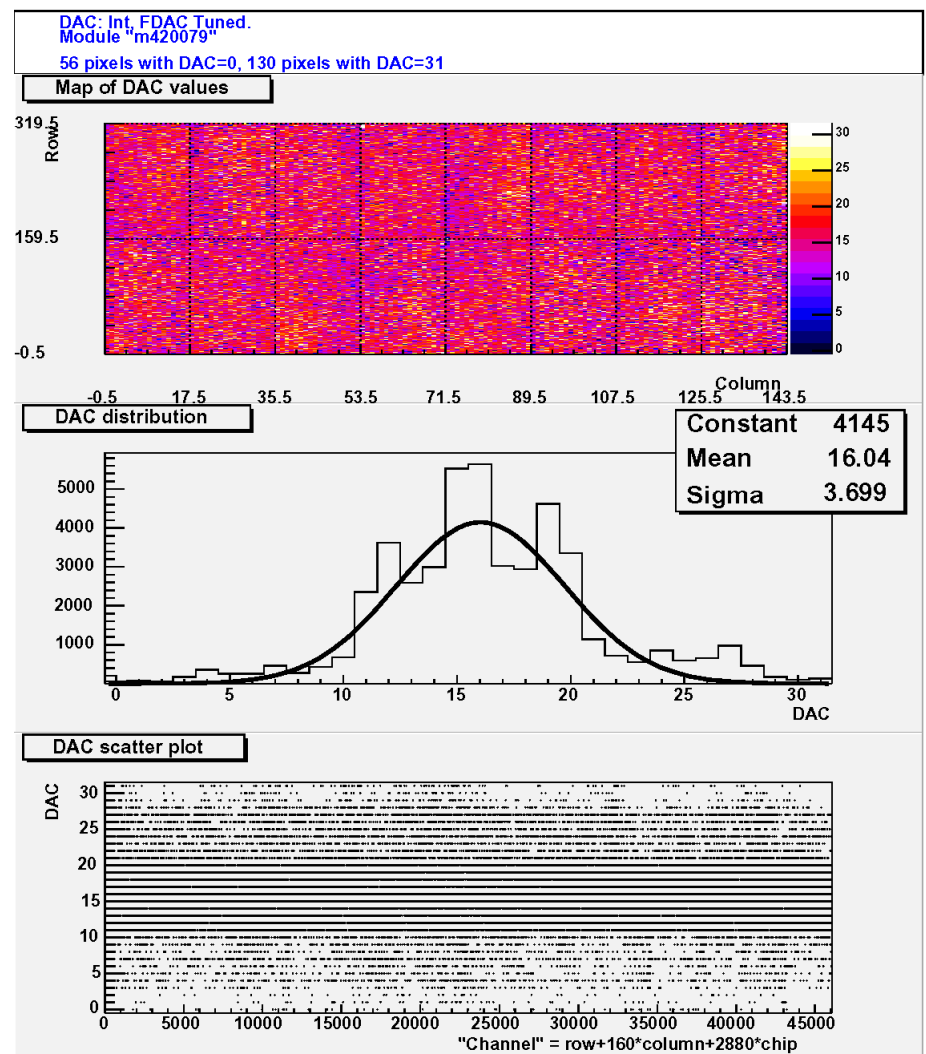 DAC: Int, FDAC Tuned.
Module "m420079"
56 pixels with DAC=0, 130 pixels with DAC=31
Map of DAC values
319.5
Row
159.5
-0.5
30
25
20
15
10
5
0
Column
-0.5 17.5 35.5 53.5 71.5 89.5 107.5 125.5 143.5
DAC distribution
Constant 4145
Mean 16.04
Sigma 3.699
5000
4000
3000
2000
1000
0 5 10 15 20 25 30
DAC
DAC scatter plot
DAC
30
25
20
15
10
5
0
0 5000 10000 15000 20000 25000 30000 35000 40000 45000
"Channel" = row+160*column+2880*chip